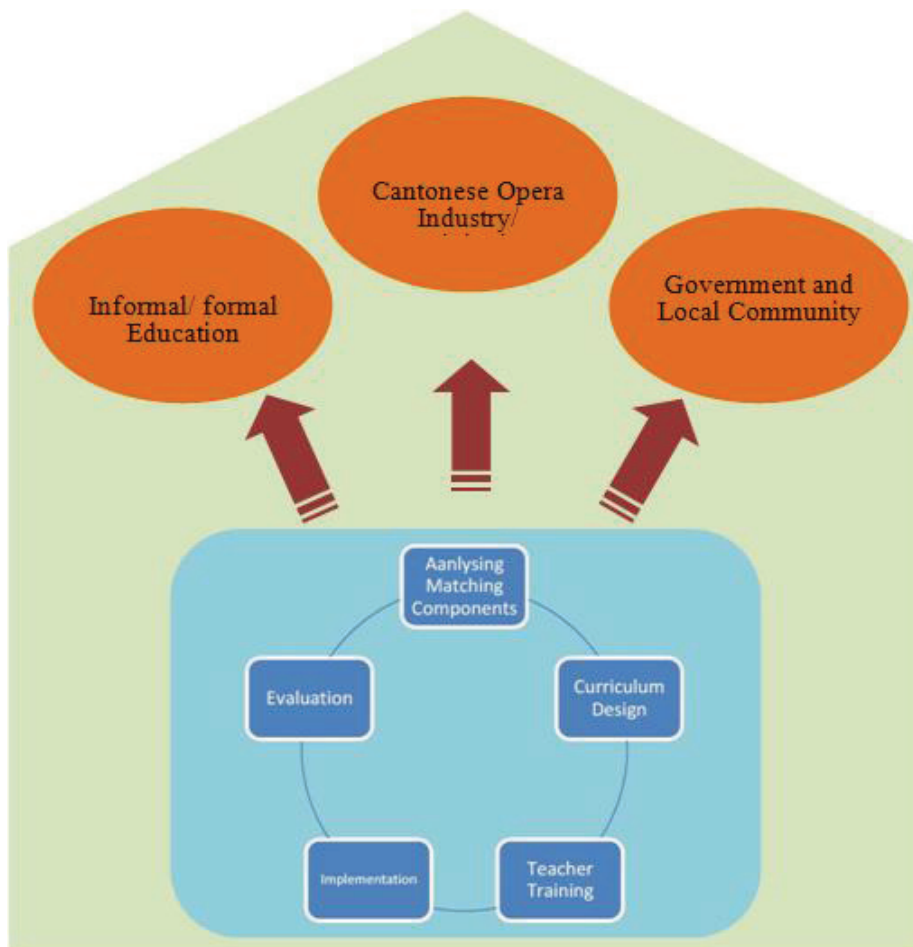 Cantonese Opera
Industry/
Informal/ formal
Education
Government and
Local Community
Aanlysing
Matching
Components
Curriculum
Design
Teacher
Training
Implementation
Evaluation